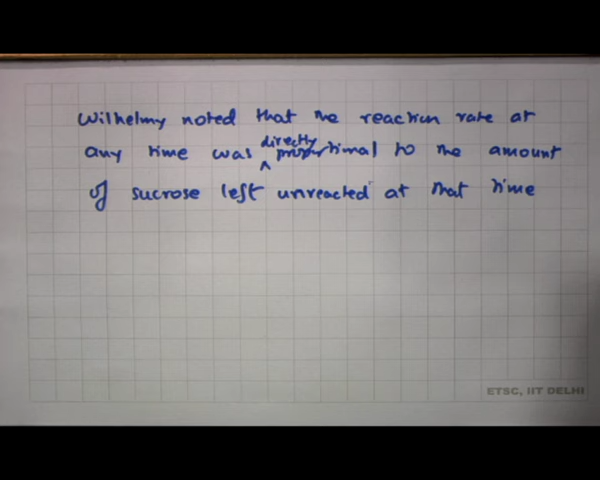 Wilhelmy noted that the reaction rate at
any time was directly proportional to the amount
of sucrose left unreacted at that time
ETSC, IIT DELHI